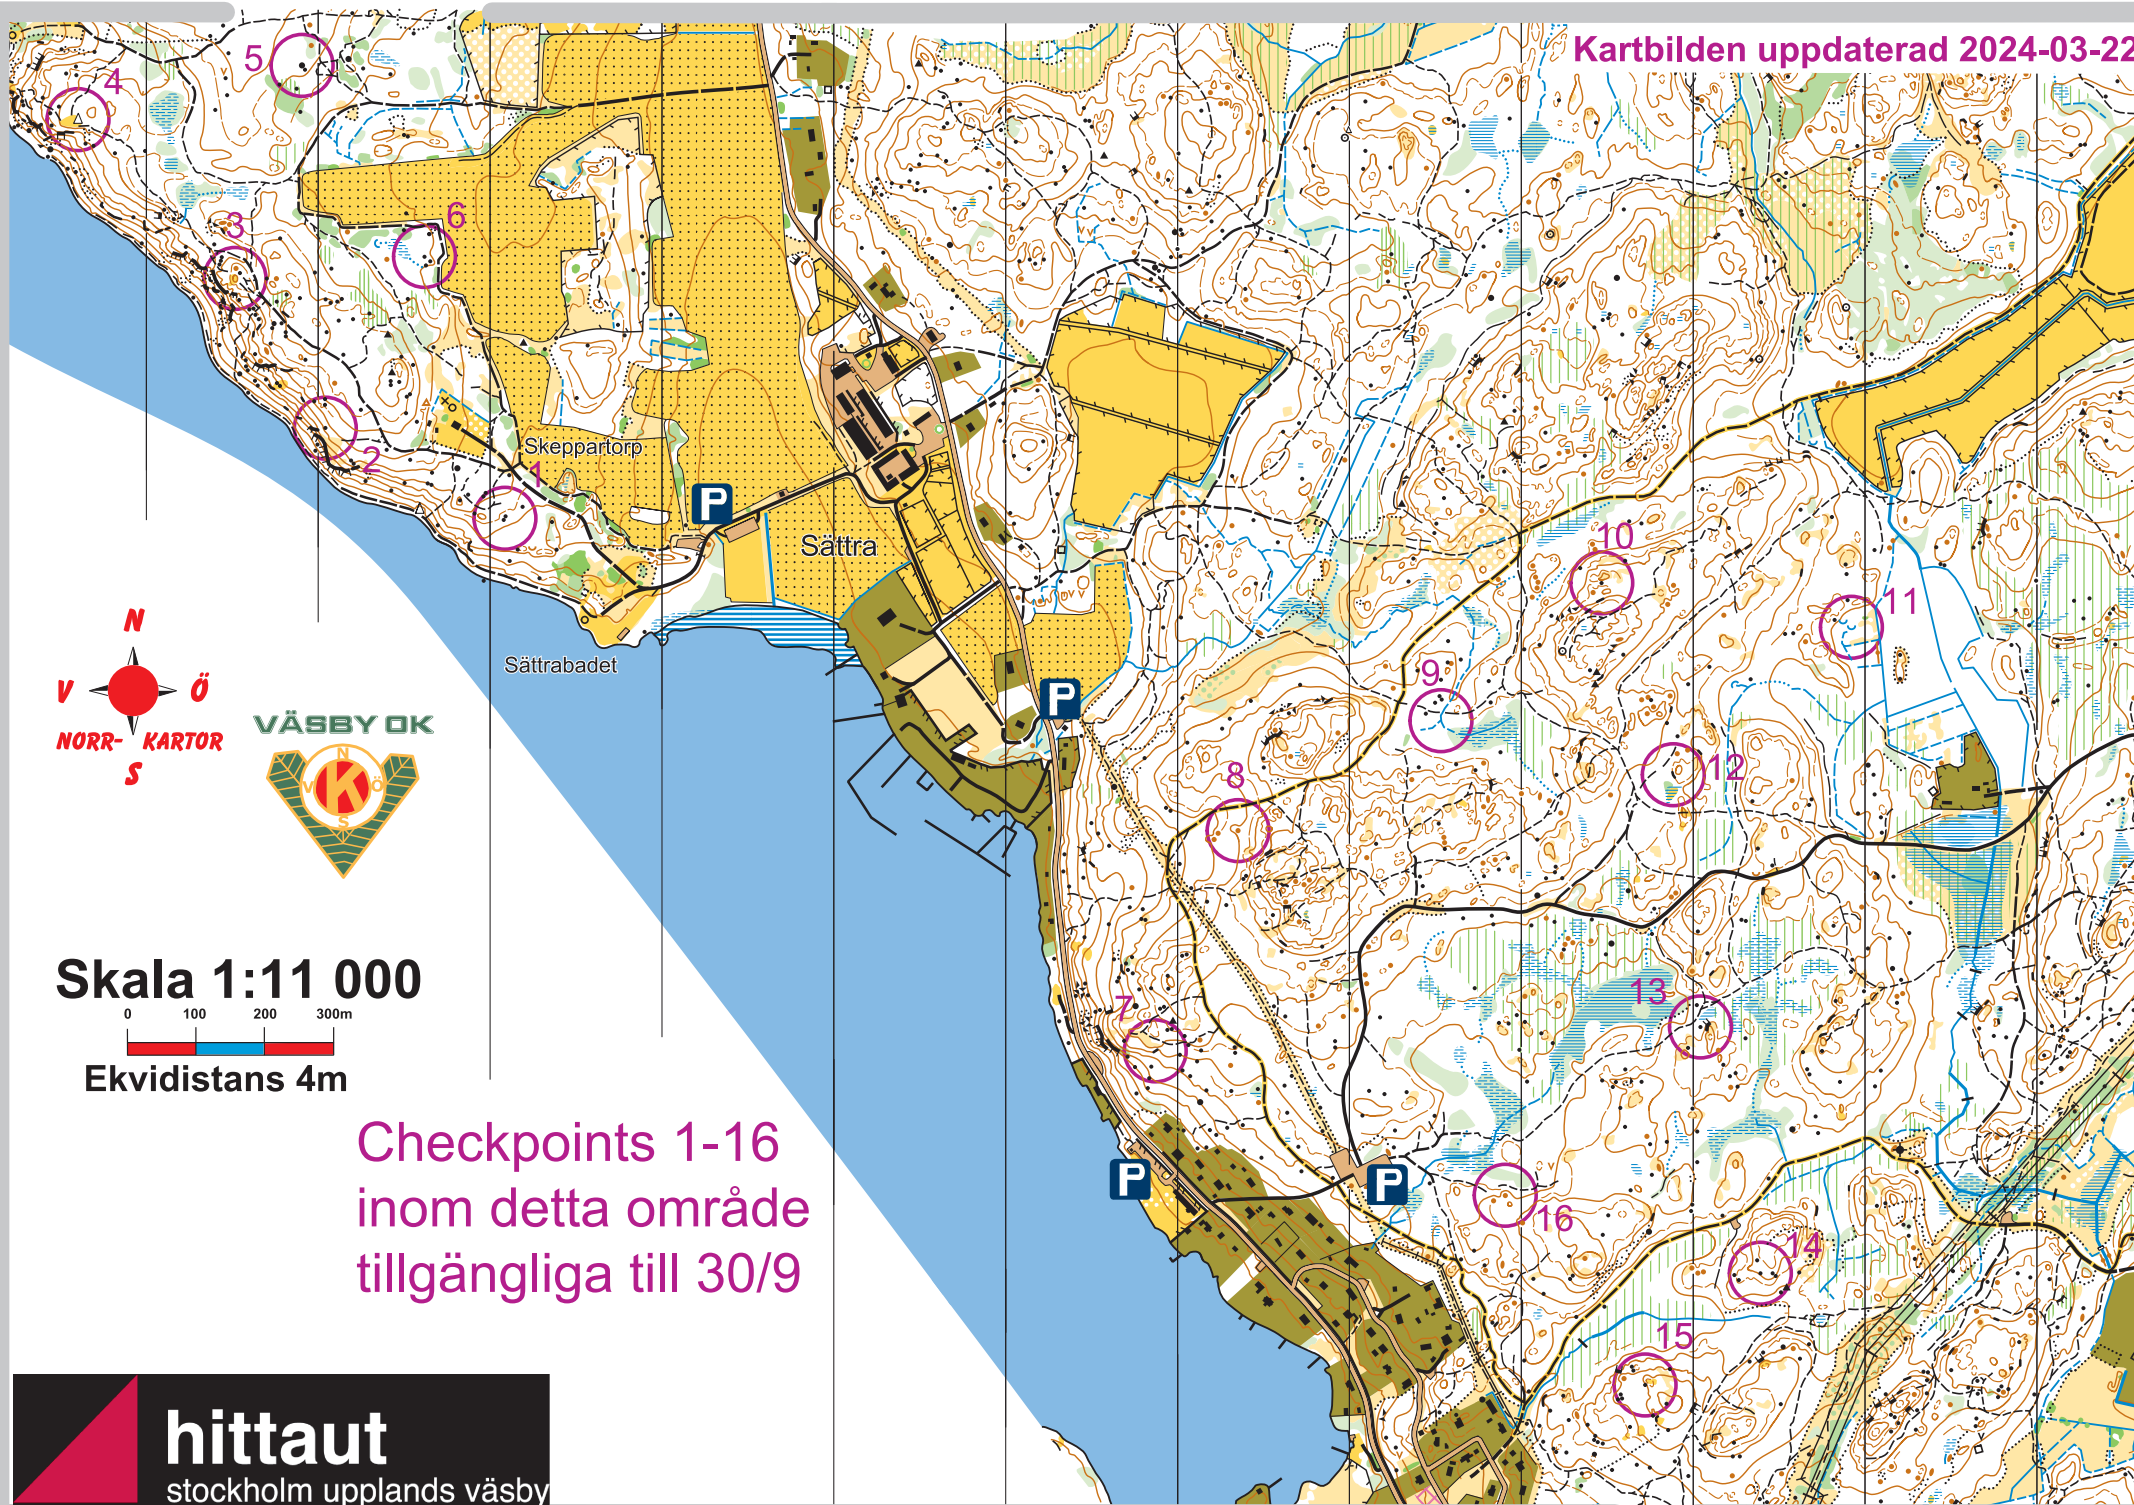 Kartbilden uppdaterad 2024-03-22
5
4
3
6
Skeppartorp
1
2
P
Sättra
10
11
Sättrabadet
N
V Ö
NORR- KARTOR
S
VÄSBY OK
N
V K Ö
S
P
9
8
12
Skala 1:11 000
0 100 200 300m
Ekvidistans 4m
13
7
Checkpoints 1-16
inom detta område
tillgängliga till 30/9
P
P
16
14
15
hittaut
stockholm upplands väsby